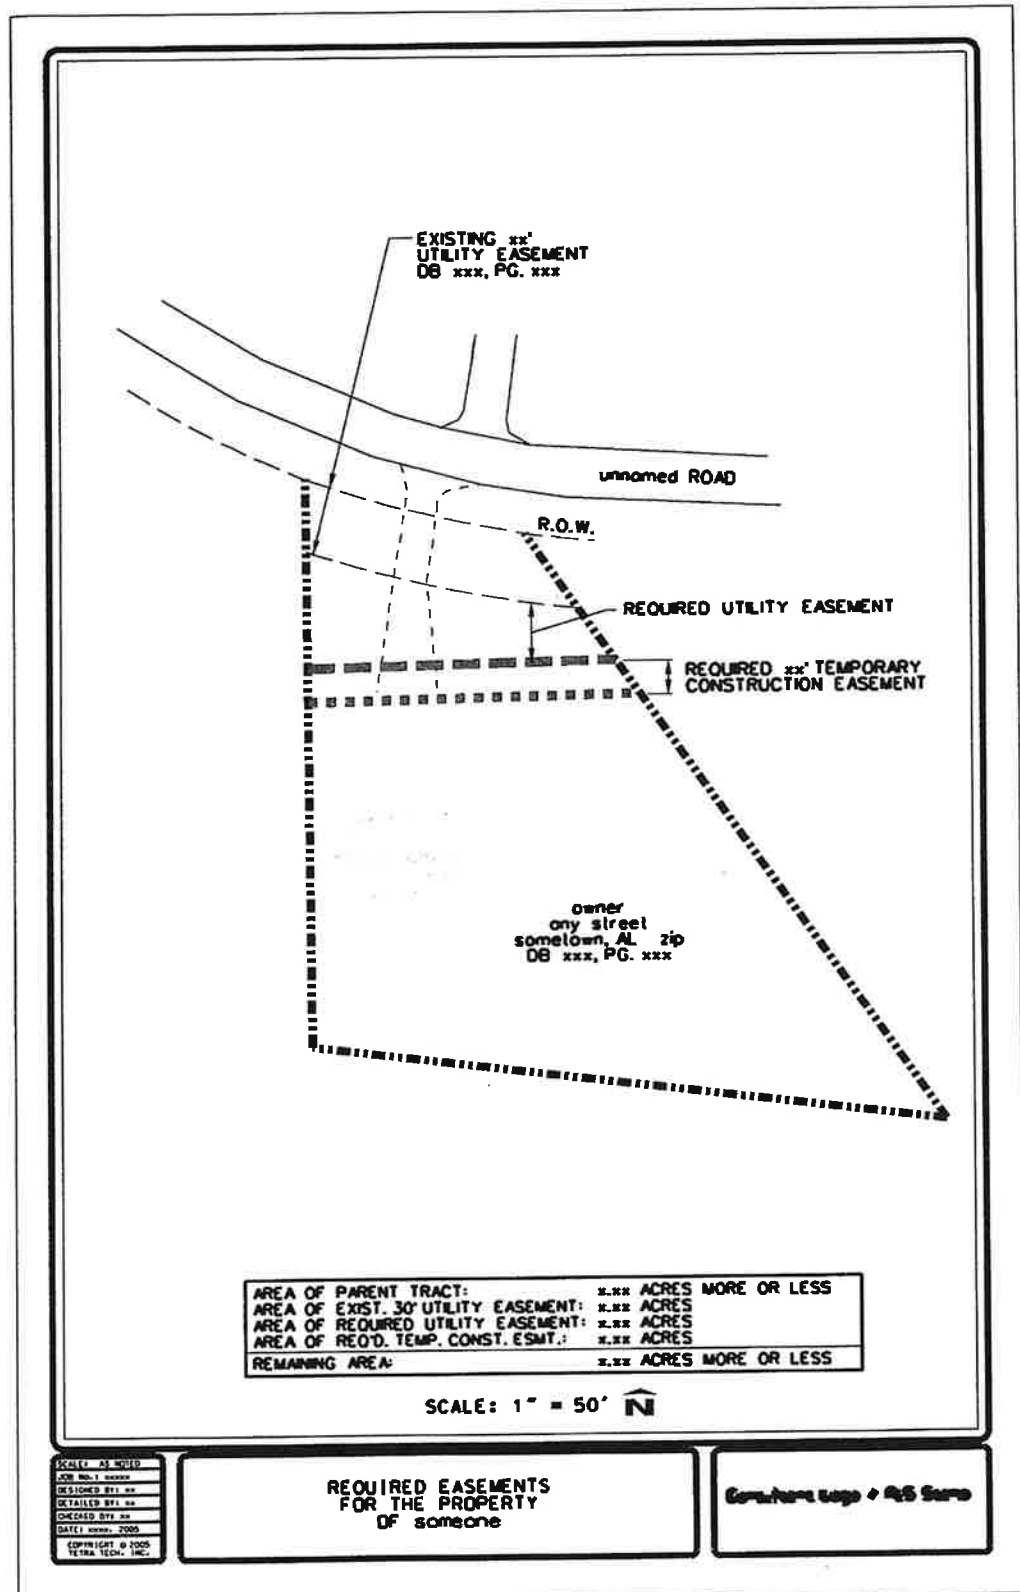 EXISTING xx'
UTILITY EASEMENT
DB xxx, PG. xxx
unnamed ROAD
R.O.W.
REQUIRED UTILITY EASEMENT
REQUIRED xx' TEMPORARY
CONSTRUCTION EASEMENT
owner
any street
sometown, AL zip
DB xxx, PG. xxx
AREA OF PARENT TRACT: x.xx ACRES MORE OR LESS
AREA OF EXIST. 30' UTILITY EASEMENT: x.xx ACRES
AREA OF REQUIRED UTILITY EASEMENT: x.xx ACRES
AREA OF REQ'D. TEMP. CONST. ESMT.: x.xx ACRES
REMAINING AREA: x.xx ACRES MORE OR LESS
SCALE: 1" = 50' N
SCALE: AS NOTED
JOB NO.: xxxxx
DESIGNED BY: xx
DETAILED BY: xx
CHECKED BY: xx
DATE: xxxx, 2005
COPYRIGHT © 2005
TETRA TECH, INC.
REQUIRED EASEMENTS
FOR THE PROPERTY
OF someone